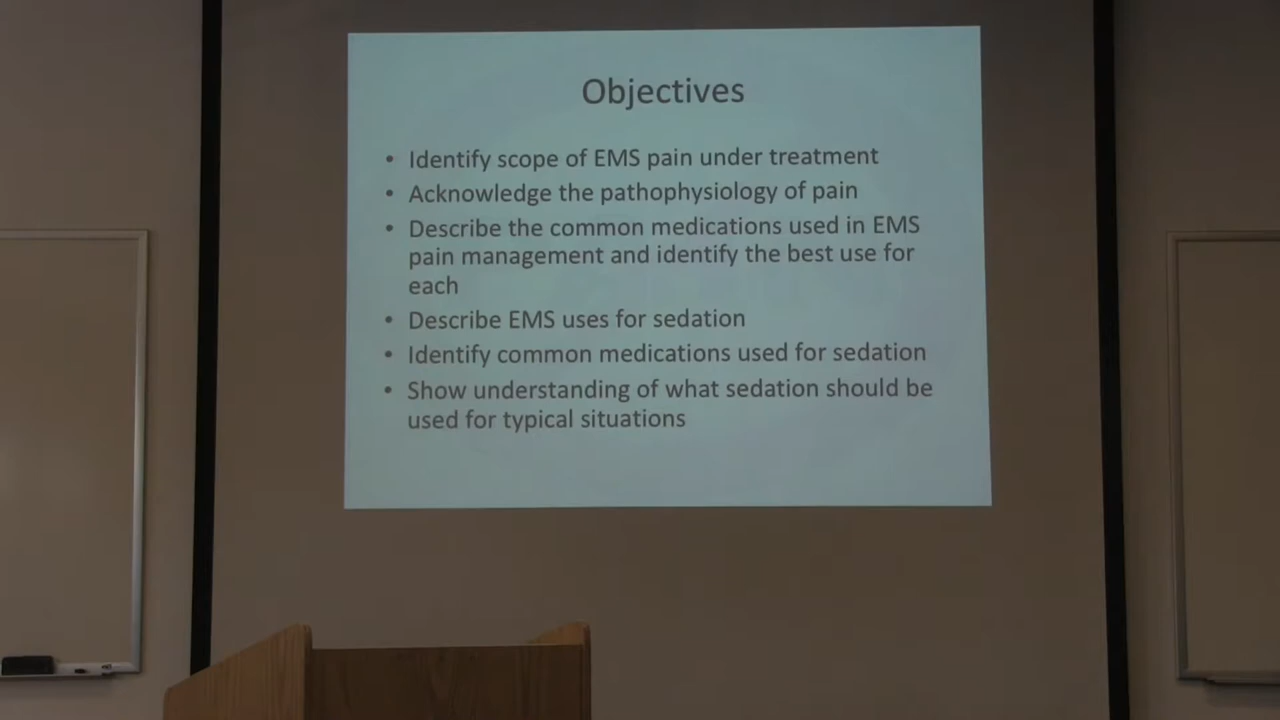 Objectives
• Identify scope of EMS pain under treatment
• Acknowledge the pathophysiology of pain
• Describe the common medications used in EMS
pain management and identify the best use for
each
• Describe EMS uses for sedation
• Identify common medications used for sedation
• Show understanding of what sedation should be
used for typical situations